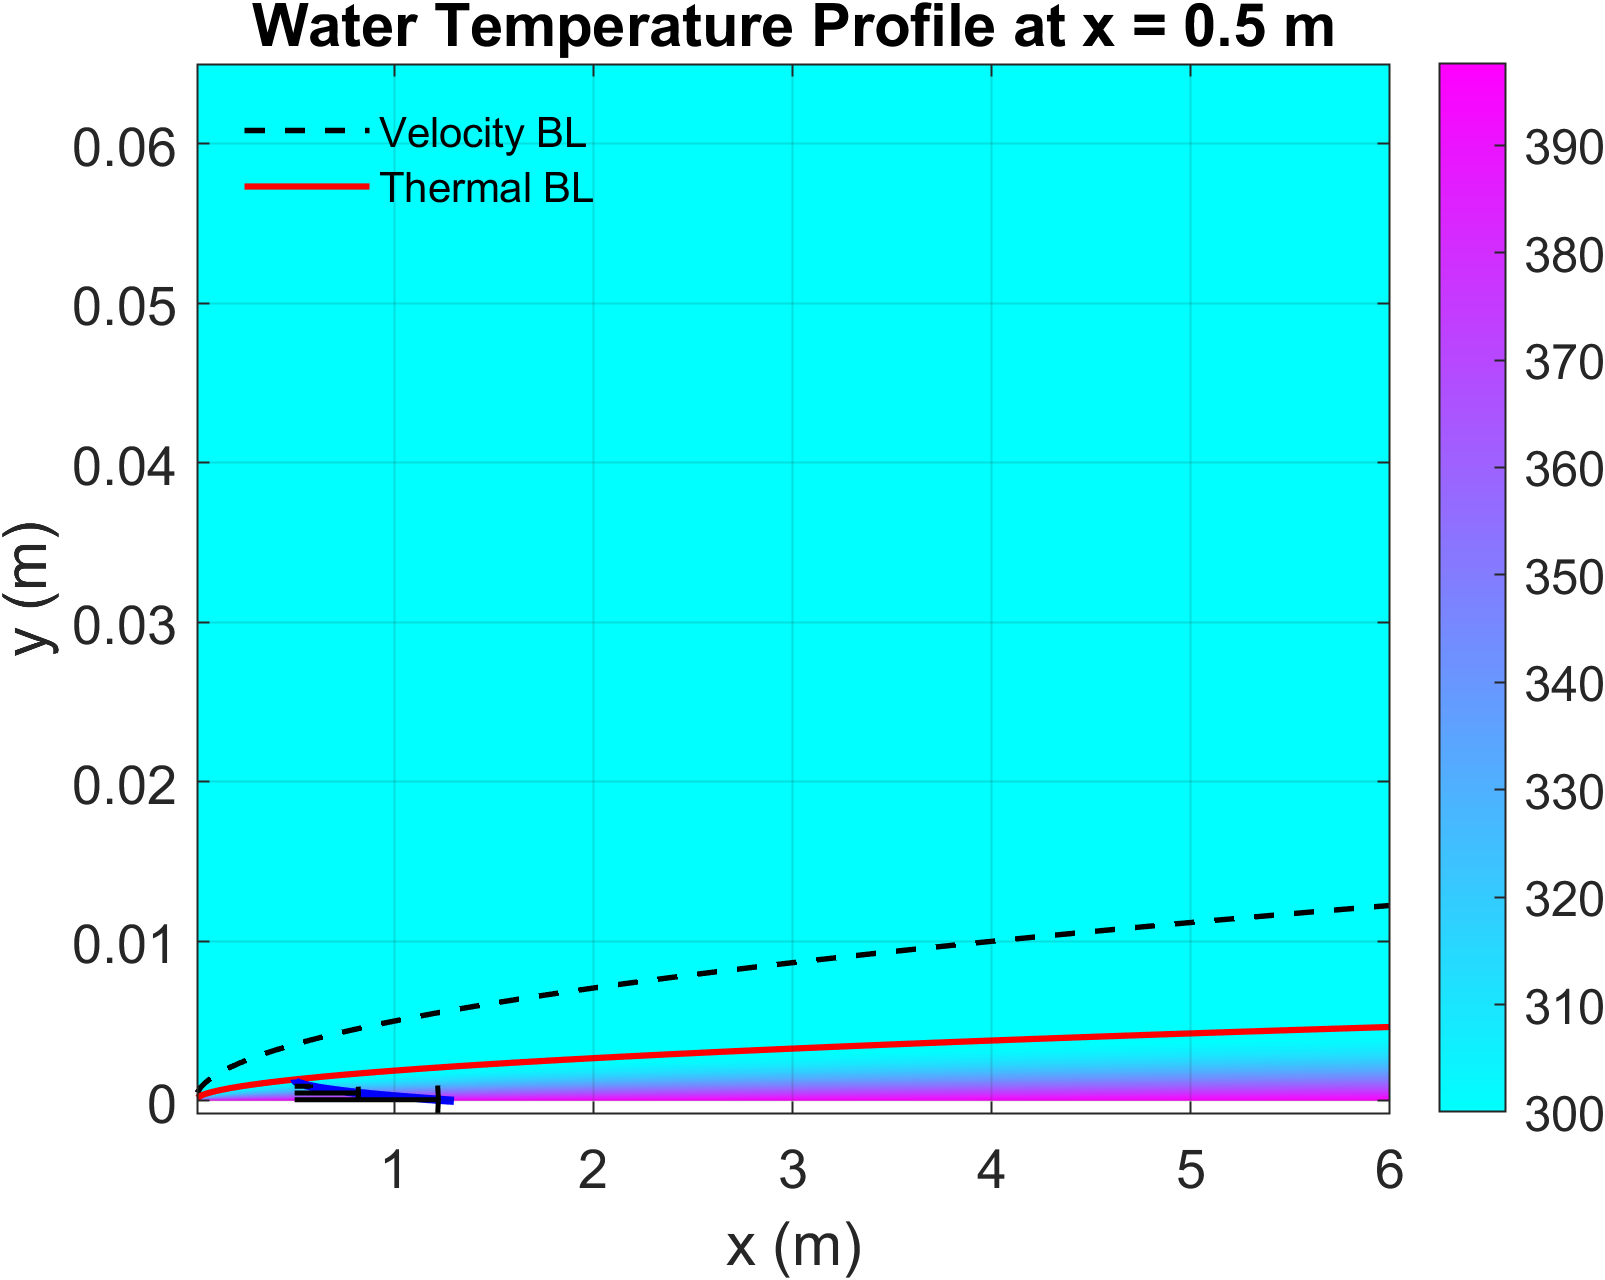 Water Temperature Profile at x = 0.5 m
Velocity BL
Thermal BL
0.06
0.05
0.04
0.03
0.02
0.01
0
y (m)
1 2 3 4 5 6
x (m)
390
380
370
360
350
340
330
320
310
300